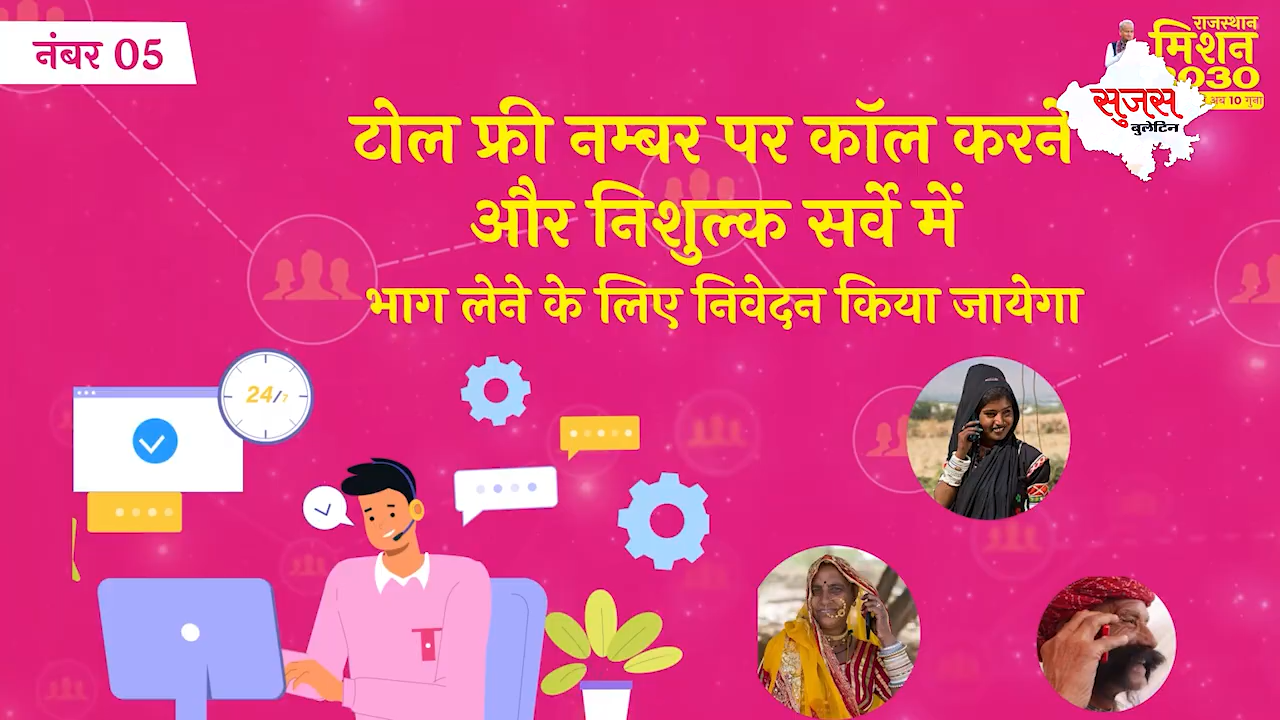 नंबर 05
राजस्थान
मिशन
2030
अब 10 गुना
सुजस
बुलेटिन
टोल फ्री नम्बर पर कॉल करने
और निशुल्क सर्वे में
भाग लेने के लिए निवेदन किया जायेगा
24/7